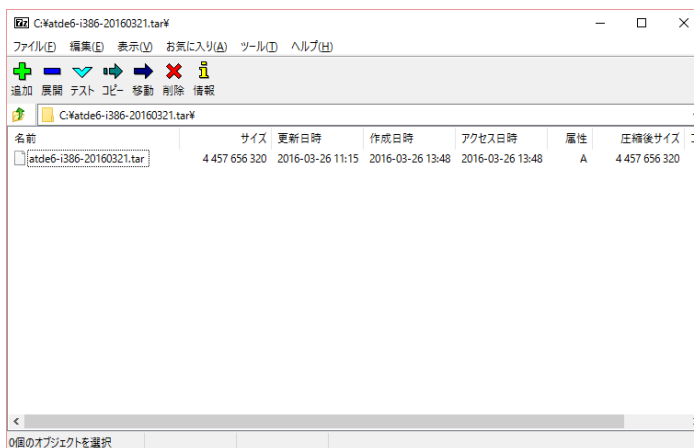 7z C:¥atde6-i386-20160321.tar¥
ファイル(F) 編集(E) 表示(V) お気に入り(A) ツール(T) ヘルプ(H)
追加 展開 テスト コピー 移動 削除 情報
C:¥atde6-i386-20160321.tar¥
名前 サイズ 更新日時 作成日時 アクセス日時 属性 圧縮後サイズ
atde6-i386-20160321.tar 4 457 656 320 2016-03-26 11:15 2016-03-26 13:48 2016-03-26 13:48 A 4 457 656 320
0個のオブジェクトを選択